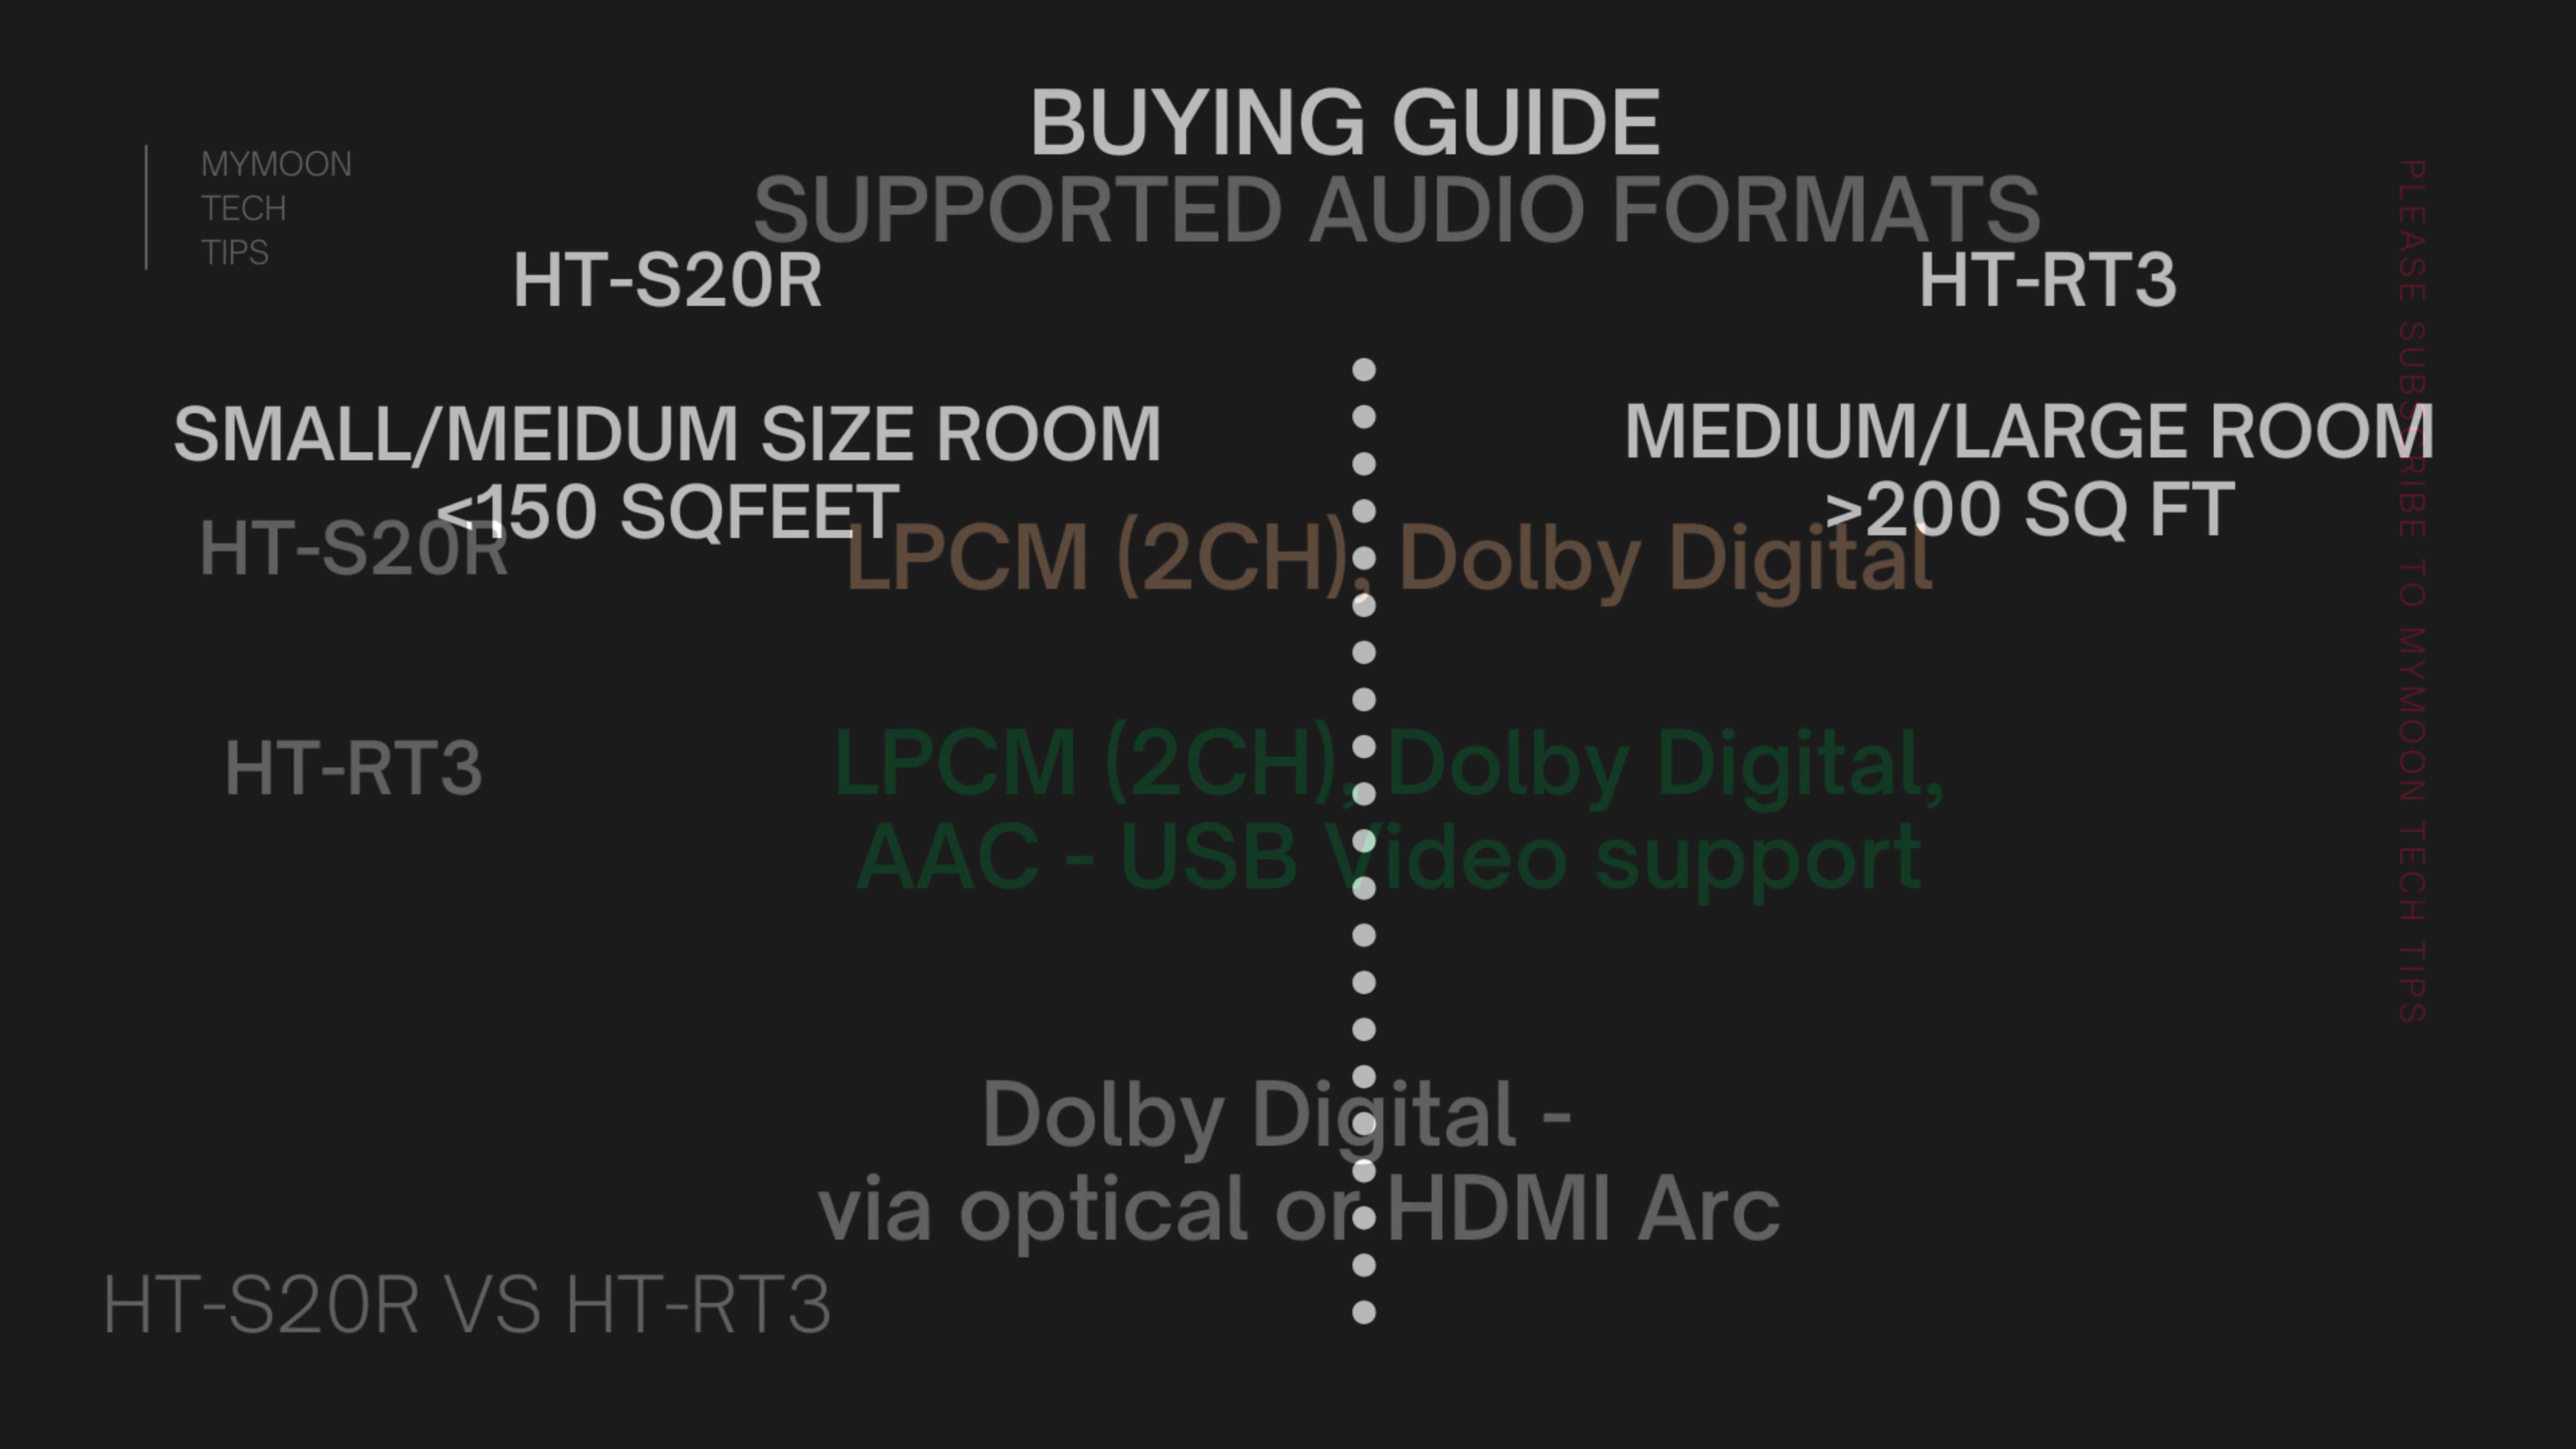 BUYING GUIDE
SUPPORTED AUDIO FORMATS
MYMOON
TECH
TIPS
HT-S20R
HT-RT3
SMALL/MEIDUM SIZE ROOM
<150 SQFEET
MEDIUM/LARGE ROOM
>200 SQ FT
HT-S20R
LPCM (2CH), Dolby Digital
HT-RT3
LPCM (2CH), Dolby Digital,
AAC - USB Video support
Dolby Digital -
via optical or HDMI Arc
HT-S20R VS HT-RT3
PLEASE SUBSCRIBE TO MYMOON TECH TIPS